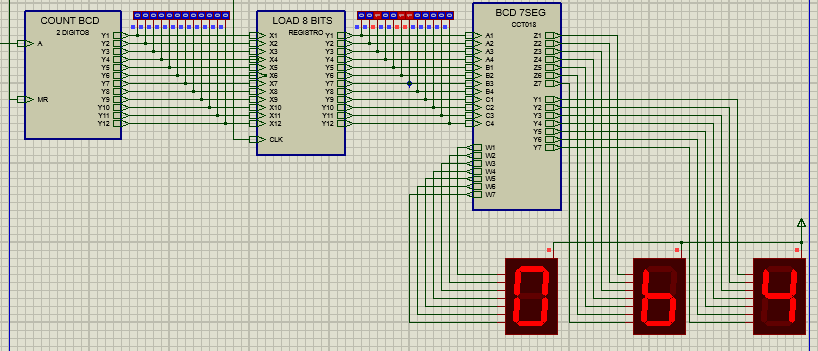 COUNT BCD
2 DIGITOS
A
MR
Y1
Y2
Y3
Y4
Y5
Y6
Y7
Y8
Y9
Y10
Y11
Y12
LOAD 8 BITS
REGISTRO
X1
X2
X3
X4
X5
X6
X7
X8
X9
X10
X11
X12
CLK
Y1
Y2
Y3
Y4
Y5
Y6
Y7
Y8
Y9
Y10
Y11
Y12
BCD 7SEG
CCT018
A1
A2
A3
A4
B1
B2
B3
B4
C1
C2
C3
C4
W1
W2
W3
W4
W5
W6
W7
Z1
Z2
Z3
Z4
Z5
Z6
Z7
Y1
Y2
Y3
Y4
Y5
Y6
Y7
0
6
4